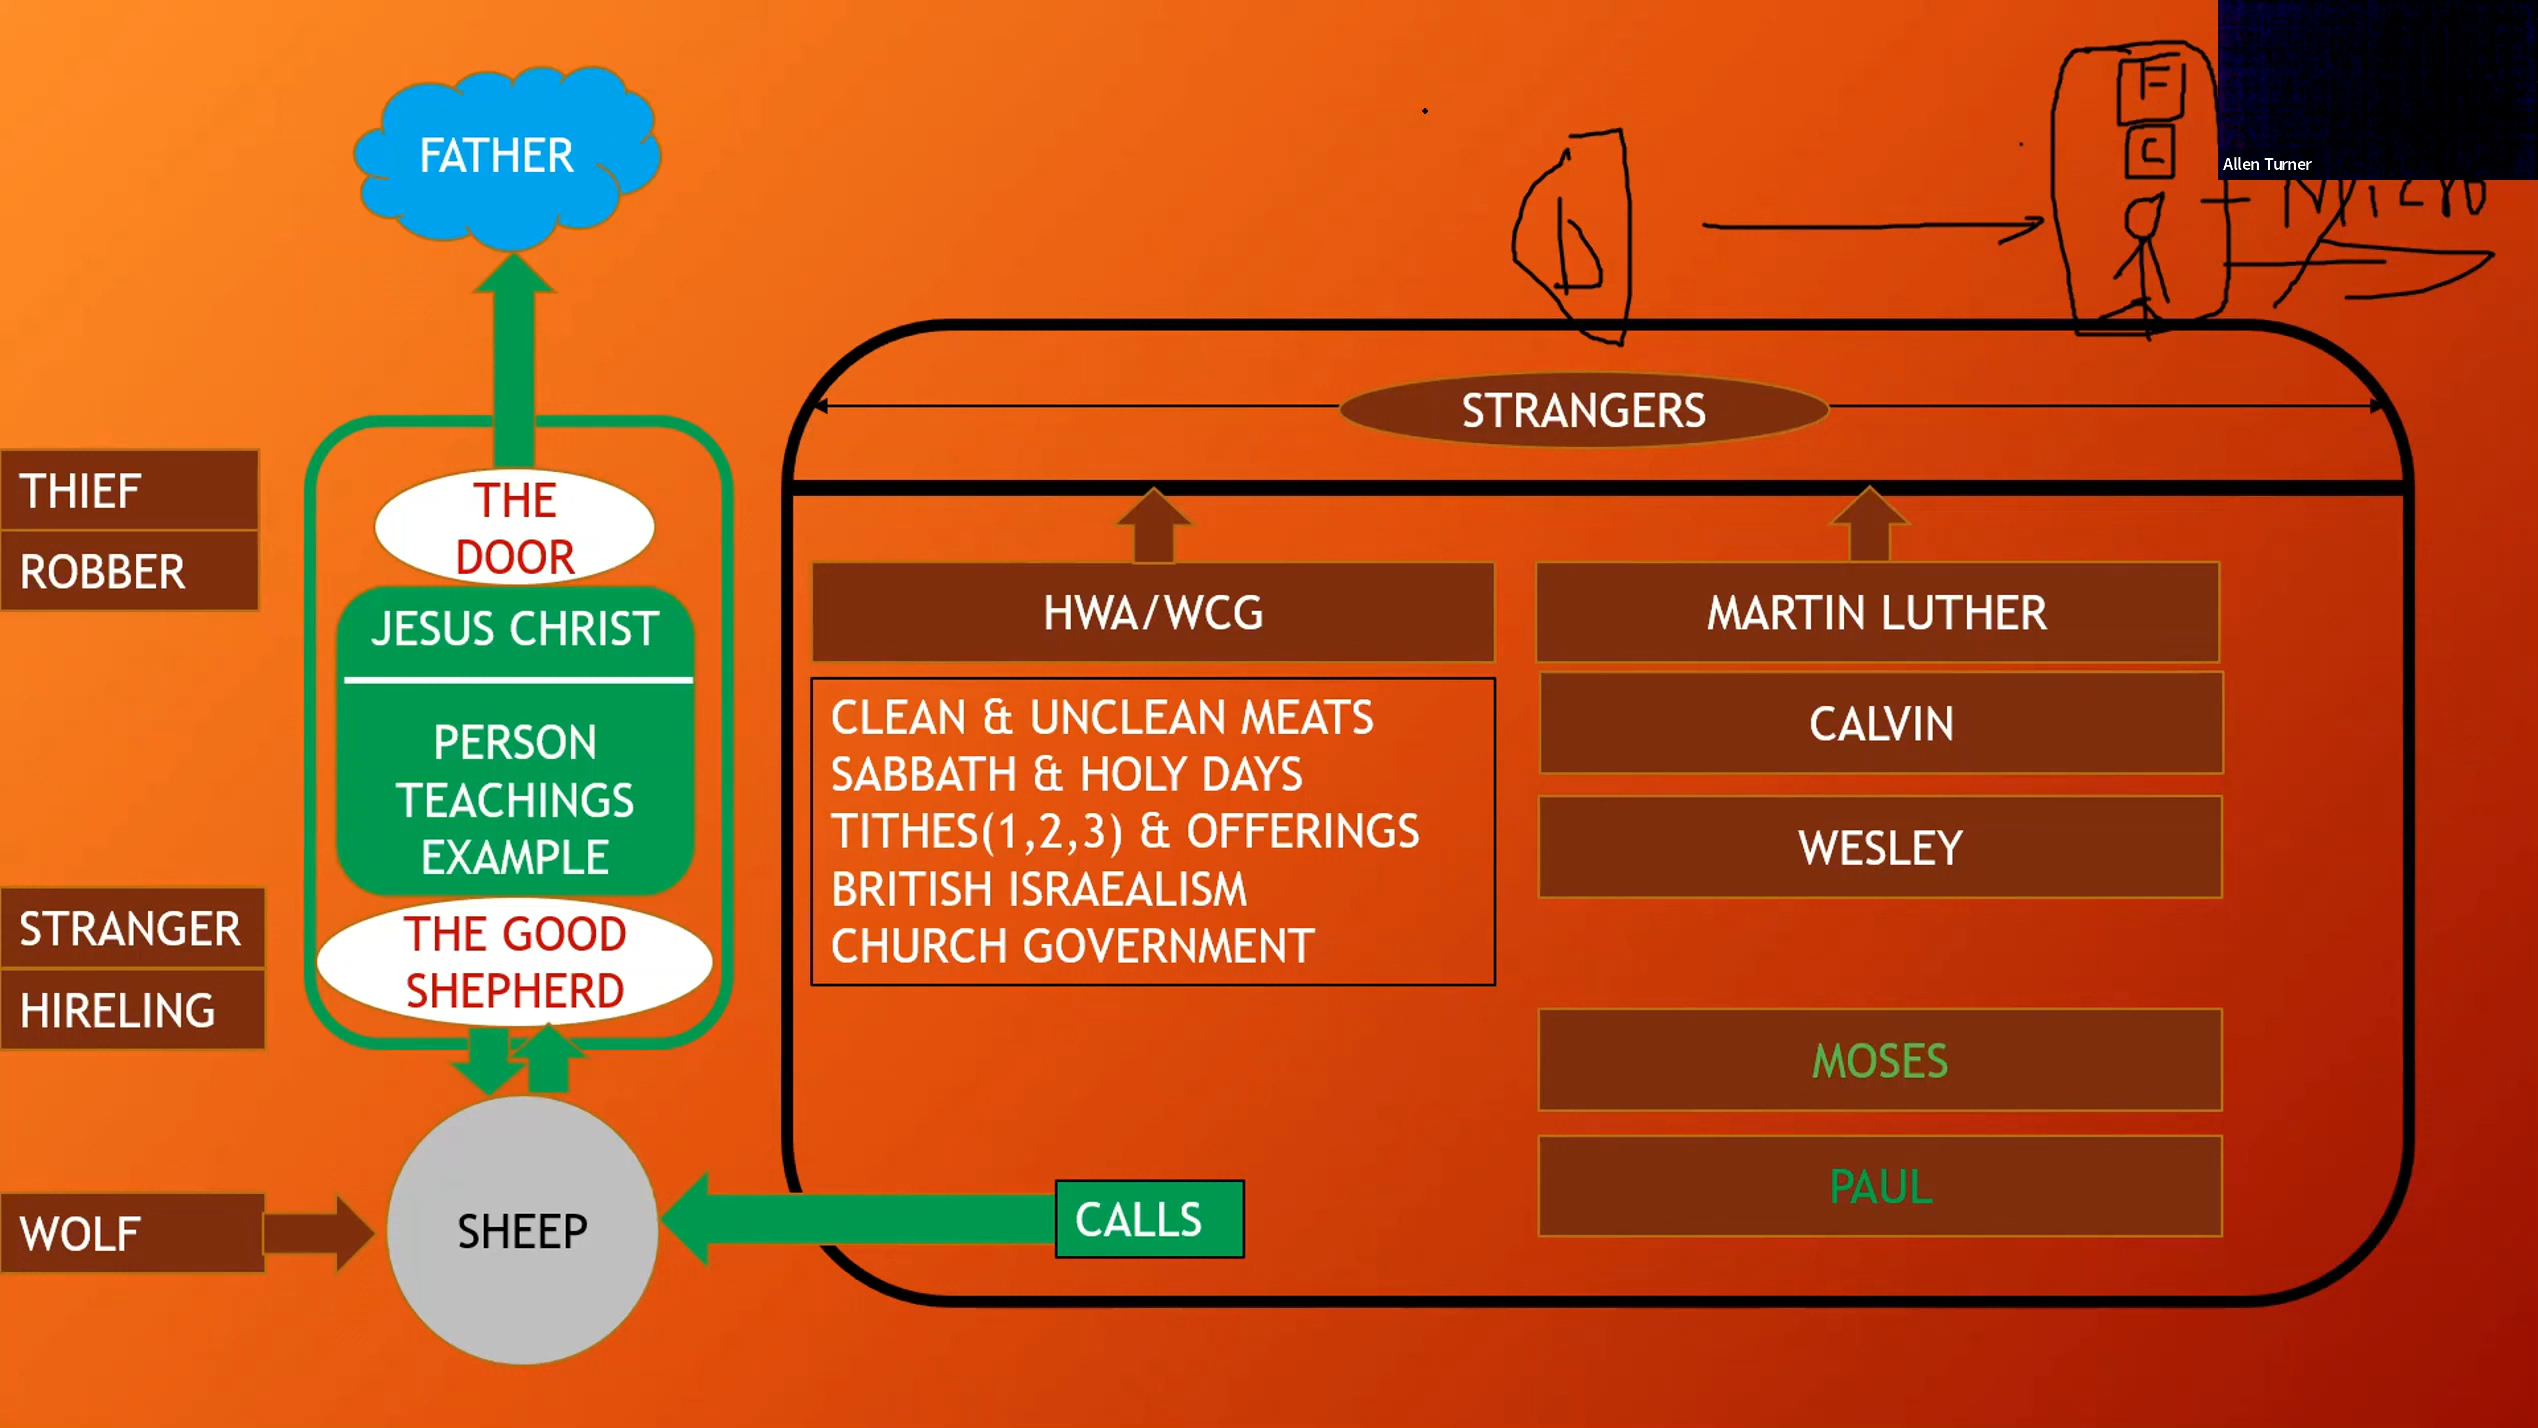 FATHER
F
C
Allen Turner
D
STRANGERS
THIEF
ROBBER
THE
DOOR
JESUS CHRIST
PERSON
TEACHINGS
EXAMPLE
THE GOOD
SHEPHERD
STRANGER
HIRELING
WOLF
SHEEP
CALLS
HWA/WCG
CLEAN & UNCLEAN MEATS
SABBATH & HOLY DAYS
TITHES(1,2,3) & OFFERINGS
BRITISH ISRAEALISM
CHURCH GOVERNMENT
MARTIN LUTHER
CALVIN
WESLEY
MOSES
PAUL